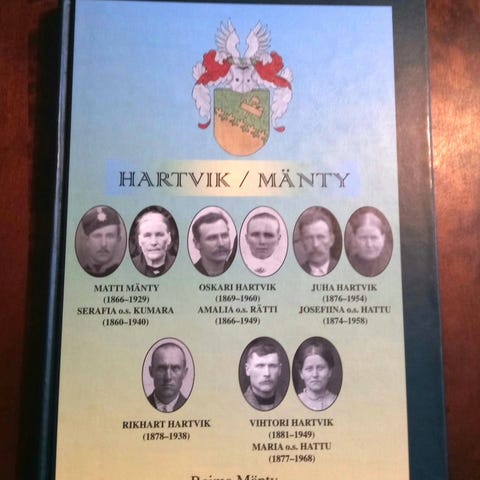 HARTVIK / MÄNTY
MATTI MÄNTY
(1866–1929)
SERAFIA o.s. KUMARA
(1860–1940)
OSKARI HARTVIK
(1869–1960)
AMALIA o.s. RÄTTI
(1866–1949)
JUHA HARTVIK
(1876–1954)
JOSEFIINA o.s. HATTU
(1874–1958)
RIKHART HARTVIK
(1878–1938)
VIHTORI HARTVIK
(1881–1949)
MARIA o.s. HATTU
(1877–1968)
Reima Mänty